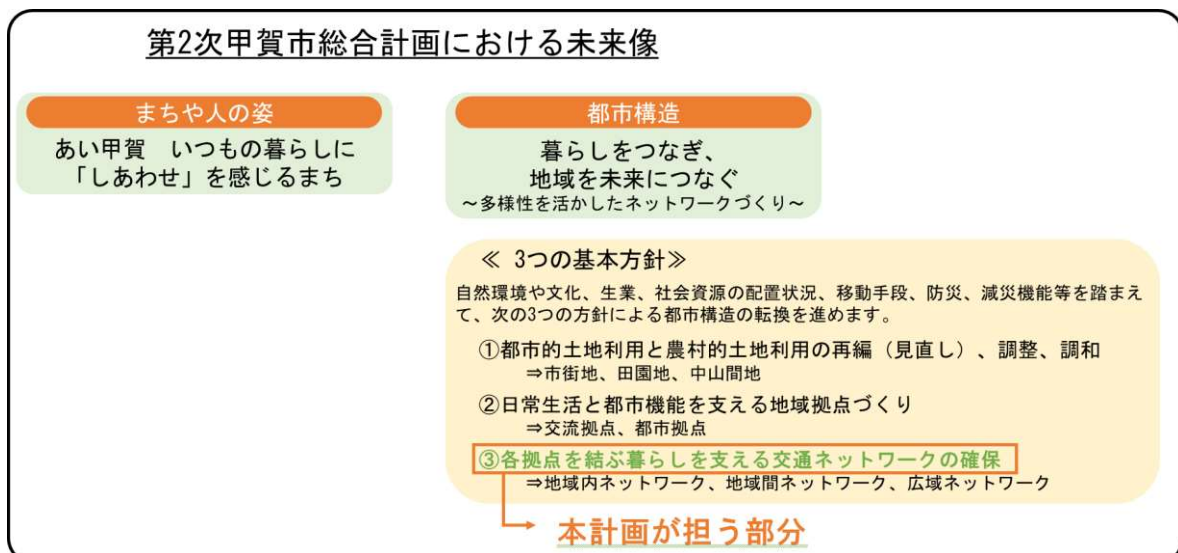 第2次甲賀市総合計画における未来像
まちや人の姿
あい甲賀　いつもの暮らしに
「しあわせ」を感じるまち
都市構造
暮らしをつなぎ、
地域を未来につなぐ
～多様性を活かしたネットワークづくり～
≪ 3つの基本方針≫
自然環境や文化、生業、社会資源の配置状況、移動手段、防災、減災機能等を踏まえ
て、次の3つの方針による都市構造の転換を進めます。
①都市的土地利用と農村的土地利用の再編（見直し）、調整、調和
⇒市街地、田園地、中山間地
②日常生活と都市機能を支える地域拠点づくり
⇒交流拠点、都市拠点
③各拠点を結ぶ暮らしを支える交通ネットワークの確保
⇒地域内ネットワーク、地域間ネットワーク、広域ネットワーク
本計画が担う部分